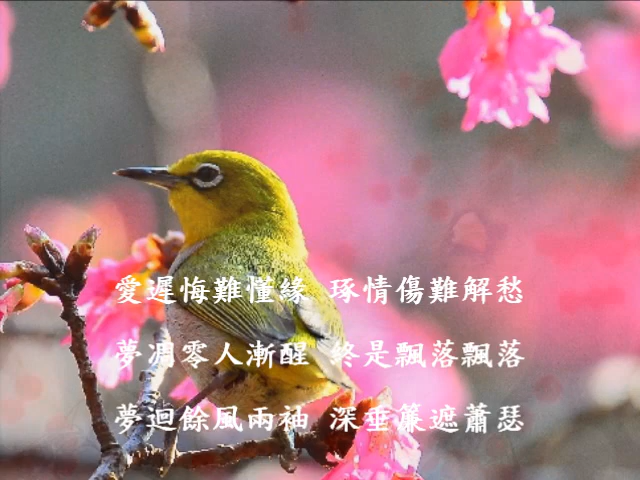 愛遲悔難懂緣 琢情傷難解愁
夢凋零人漸醒 終是飄落飄落
夢迴餘風兩袖 深垂簾遮蕭瑟